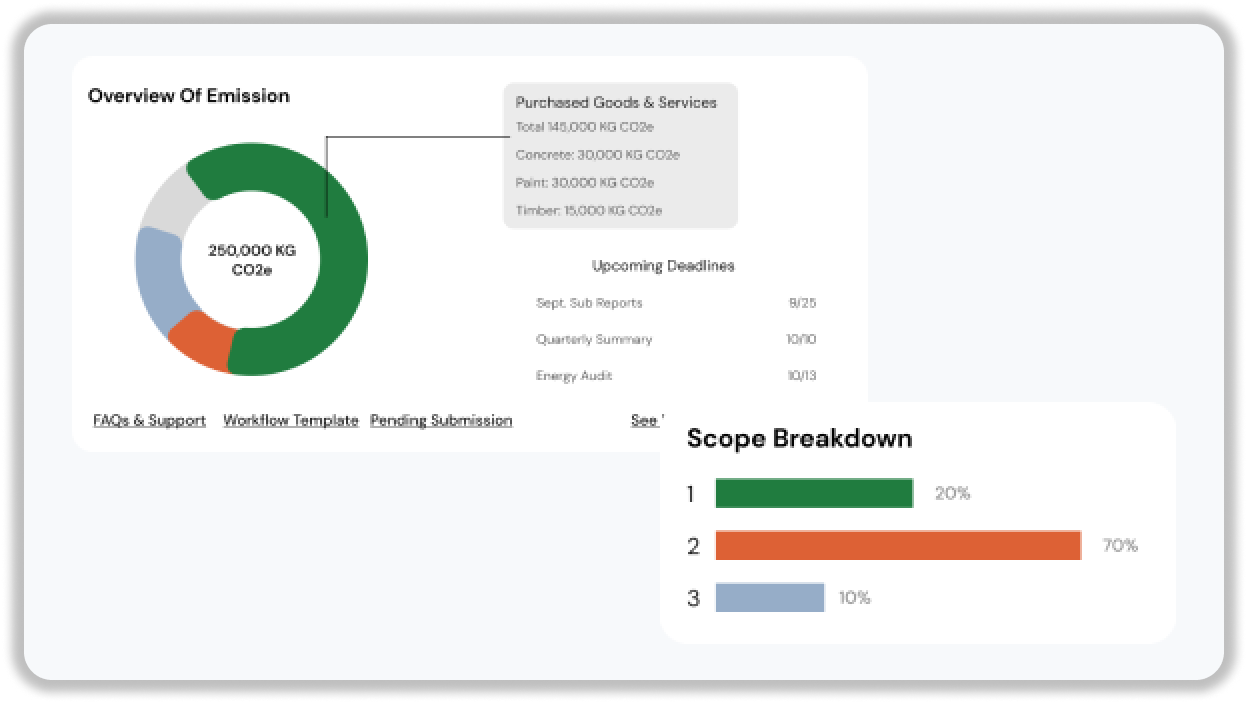 Overview Of Emission
250,000 KG
CO2e
Purchased Goods & Services
Total 145,000 KG CO2e
Concrete: 30,000 KG CO2e
Paint: 30,000 KG CO2e
Timber: 15,000 KG CO2e
Upcoming Deadlines
Sept. Sub Reports 9/25
Quarterly Summary 10/10
Energy Audit 10/13
FAQs & Support Workflow Template Pending Submission See
Scope Breakdown
1 20%
2 70%
3 10%